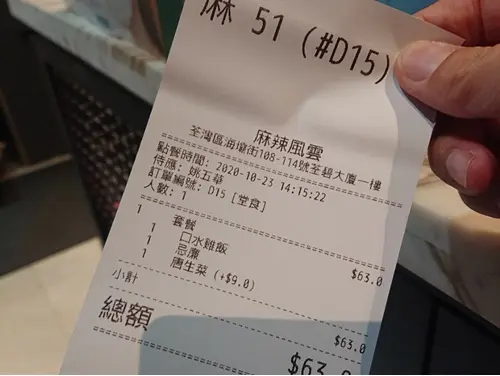 麻 51 (#D15)
麻辣風雲
荃灣區海壩街108-114號荃碧大廈一樓
點餐時間: 2020-10-23 14:15:22
侍應: 姚五華
訂單編號: D15 [堂食]
人數: 1
1 套餐 $63.0
1 口水雞飯
1 忌廉
1 唐生菜 (+$9.0)
小計 $63.0
總額 $63.0